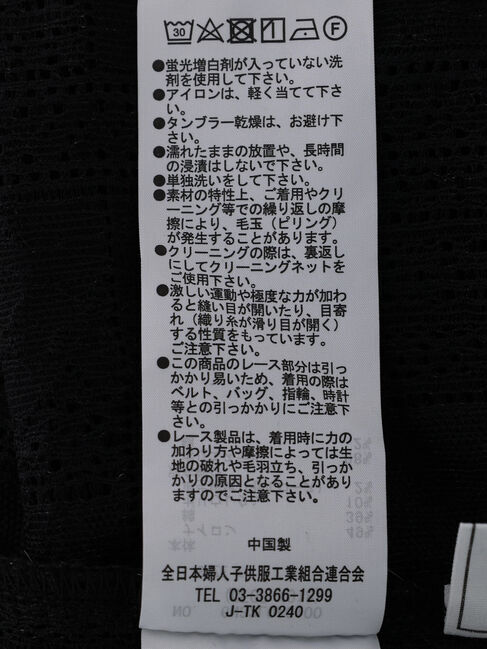 30 F
●蛍光増白剤が入っていない洗
剤を使用して下さい。
●アイロンは、軽く当てて下さ
い。
●タンブラー乾燥は、お避け下
さい。
●濡れたままの放置や、長時間
の浸漬はしないで下さい。
●単独洗いをして下さい。
●素材の特性上、ご着用やクリ
ーニング等での繰り返しの摩
擦により、毛玉（ピリング）
が発生することがあります。
●クリーニングの際は、裏返し
にしてクリーニングネットを
ご使用下さい。
●激しい運動や極度な力が加わ
ると縫い目が開いたり、目寄
れ（織り糸が滑り目が開く）
する性質をもっています。
ご注意下さい。
●この商品のレース部分は引っ
かかり易いため、着用の際は
ベルト、バッグ、指輪、時計
等との引っかかりにご注意下
さい。
●レース製品は、着用時に力の
加わり方や摩擦によっては生
地の破れや毛羽立ち、引っか
かりの原因となることがあり
ますのでご注意下さい。
中国製
全日本婦人子供服工業組合連合会
TEL 03-3866-1299
J-TK 0240